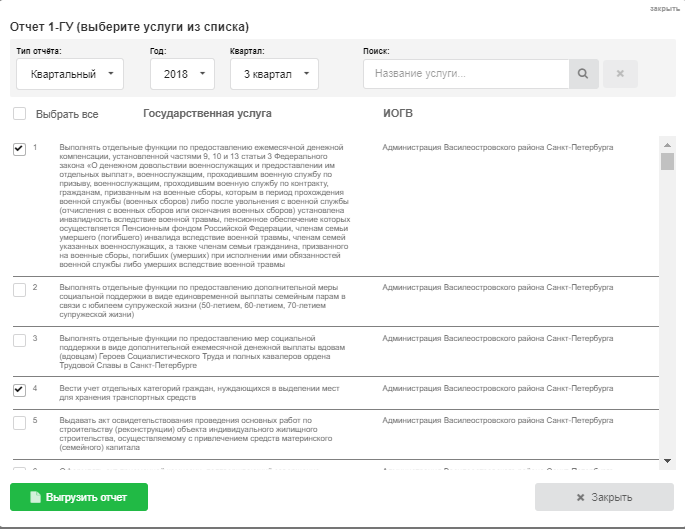 закрыть
Отчет 1-ГУ (выберите услуги из списка)
Тип отчёта:
Год:
Квартал:
Поиск:
Квартальный
2018
3 квартал
Название услуги...
Выбрать все
Государственная услуга
ИОГВ
1
Выполнять отдельные функции по предоставлению ежемесячной денежной
компенсации, установленной частями 9, 10 и 13 статьи 3 Федерального
закона «О денежном довольствии военнослужащих и предоставлении им
отдельных выплат», военнослужащим, проходившим военную службу по
призыву, военнослужащим, проходившим военную службу по контракту,
гражданам, призванным на военные сборы, которым в период прохождения
военной службы (военных сборов) либо после увольнения с военной службы
(отчисления с военных сборов или окончания военных сборов) установлена
инвалидность вследствие военной травмы, пенсионное обеспечение которых
осуществляется Пенсионным фондом Российской Федерации, членам семьи
умершего (погибшего) инвалида вследствие военной травмы, членам семей
указанных военнослужащих, а также членам семьи гражданина, призванного
на военные сборы, погибших (умерших) при исполнении ими обязанностей
военной службы либо умерших вследствие военной травмы
Администрация Василеостровского района Санкт-Петербурга
2
Выполнять отдельные функции по предоставлению дополнительной меры
социальной поддержки в виде единовременной выплаты семейным парам в
связи с юбилеем супружеской жизни (50-летием, 60-летием, 70-летием
супружеской жизни)
Администрация Василеостровского района Санкт-Петербурга
3
Выполнять отдельные функции по предоставлению мер социальной
поддержки в виде дополнительной ежемесячной денежной выплаты вдовам
(вдовцам) Героев Социалистического Труда и полных кавалеров ордена
Трудовой Славы в Санкт-Петербурге
Администрация Василеостровского района Санкт-Петербурга
4
Вести учет отдельных категорий граждан, нуждающихся в выделении мест
для хранения транспортных средств
Администрация Василеостровского района Санкт-Петербурга
5
Выдавать акт освидетельствования проведения основных работ по
строительству (реконструкции) объекта индивидуального жилищного
строительства, осуществляемому с привлечением средств материнского
(семейного) капитала
Администрация Василеостровского района Санкт-Петербурга
Администрация Василеостровского района Санкт-Петербурга
Выгрузить отчет
Закрыть